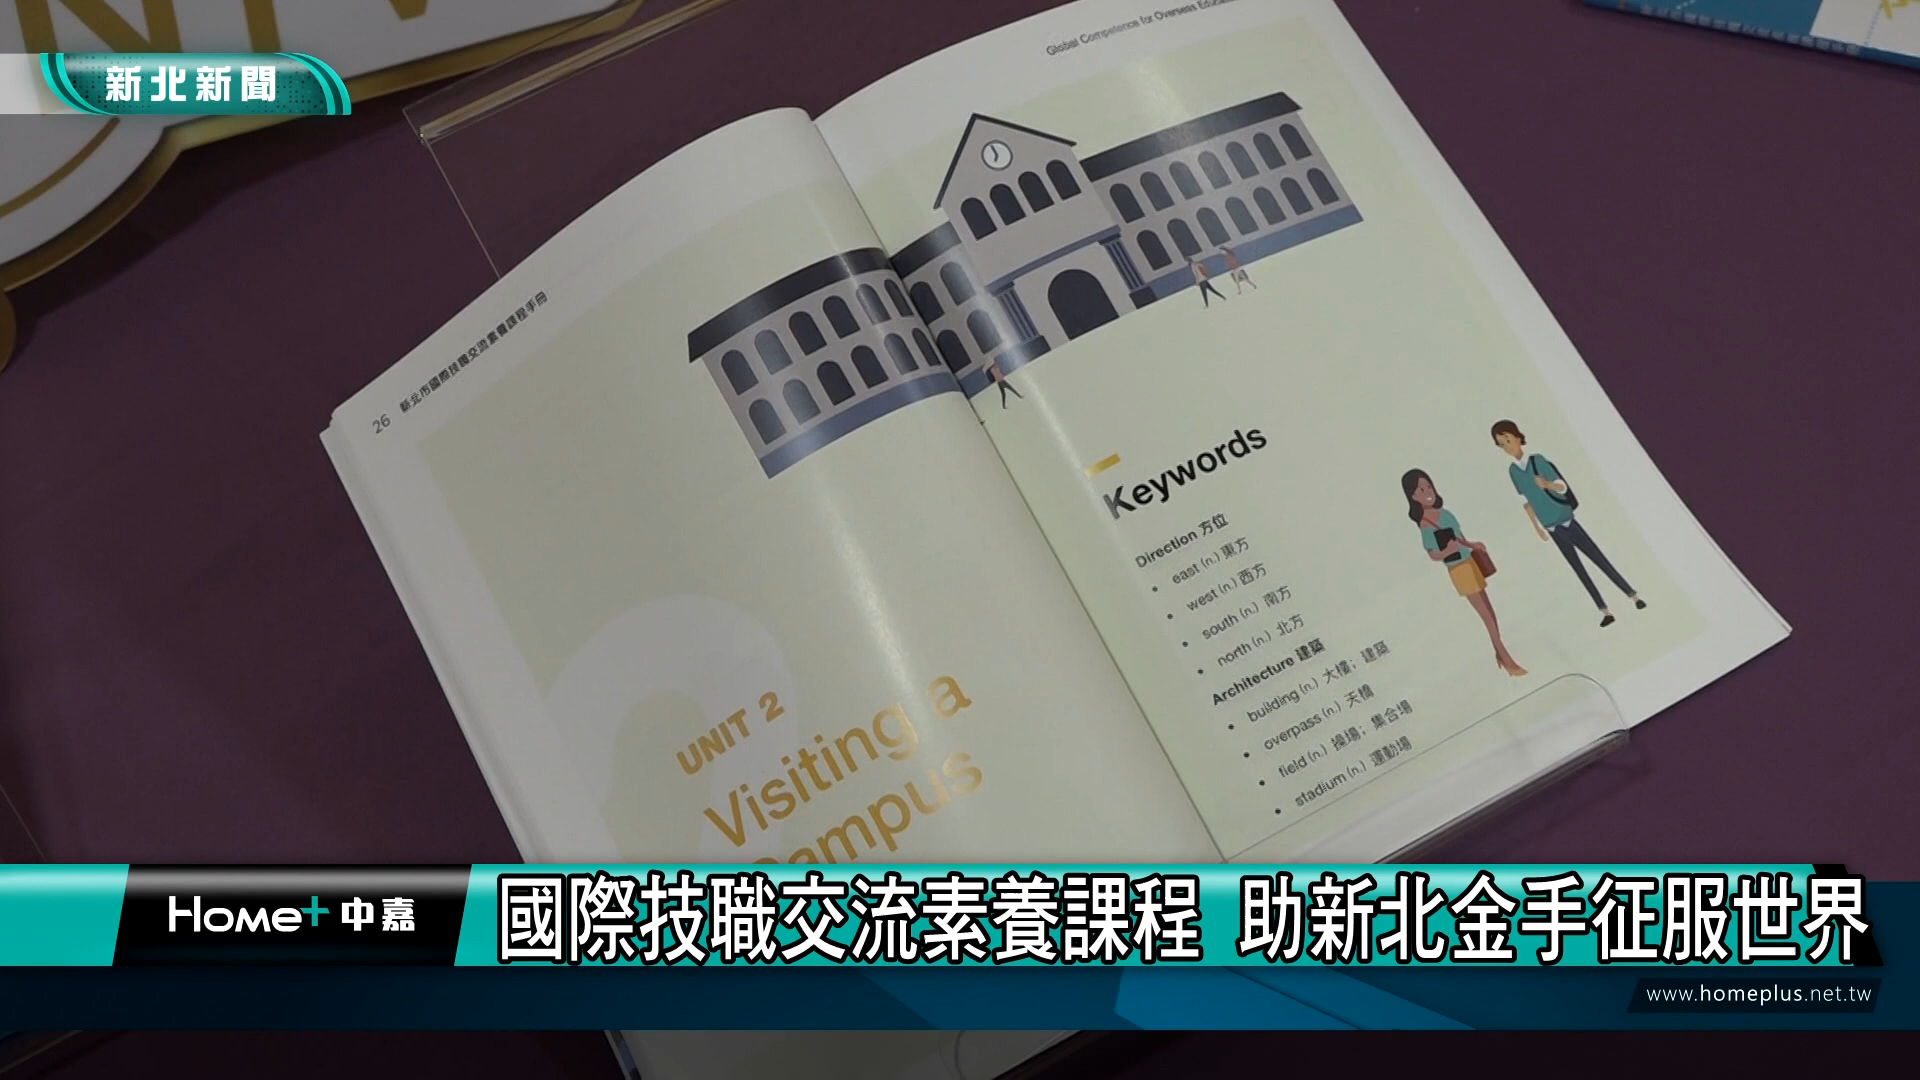 新北新聞
26 新北市國際技職交流素養課程手冊
UNIT 2
Visiting a
Campus
Global Competence for Overseas Education
Keywords
Direction 方位
• east (n.) 東方
• west (n.) 西方
• south (n.) 南方
• north (n.) 北方
Architecture 建築
• building (n.) 大樓；建築
• overpass (n.) 天橋
• field (n.) 操場；集合場
• stadium (n.) 運動場
Home+ 中嘉
國際技職交流素養課程 助新北金手征服世界
www.homeplus.net.tw